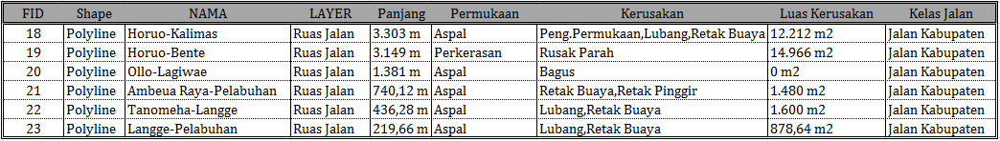 FID Shape NAMA LAYER Panjang Permukaan Kerusakan Luas Kerusakan Kelas Jalan
18 Polyline Horuo-Kalimas Ruas Jalan 3.303 m Aspal Peng.Permukaan,Lubang,Retak Buaya 12.212 m2 Jalan Kabupaten
19 Polyline Horuo-Bente Ruas Jalan 3.149 m Perkerasan Rusak Parah 14.966 m2 Jalan Kabupaten
20 Polyline Ollo-Lagiwae Ruas Jalan 1.381 m Aspal Bagus 0 m2 Jalan Kabupaten
21 Polyline Ambeua Raya-Pelabuhan Ruas Jalan 740,12 m Aspal Retak Buaya,Retak Pinggir 1.480 m2 Jalan Kabupaten
22 Polyline Tanomeha-Langge Ruas Jalan 436,28 m Aspal Lubang,Retak Buaya 1.600 m2 Jalan Kabupaten
23 Polyline Langge-Pelabuhan Ruas Jalan 219,66 m Aspal Lubang,Retak Buaya 878,64 m2 Jalan Kabupaten